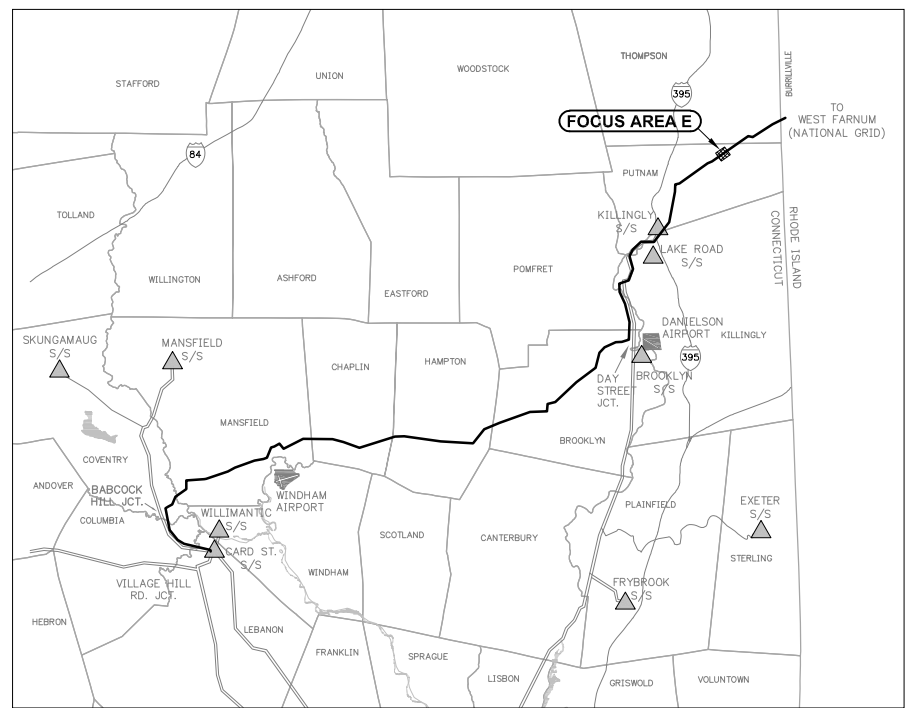 THOMPSON
WOODSTOCK
UNION
STAFFORD
BURRILLVILLE
395
TO
WEST FARNUM
(NATIONAL GRID)
FOCUS AREA E
84
PUTNAM
TOLLAND
KILLINGLY
S/S
RHODE ISLAND
CONNECTICUT
LAKE ROAD
S/S
POMFRET
WILLINGTON
ASHFORD
EASTFORD
DANIELSON
AIRPORT
KILLINGLY
SKUNGAMAUG
S/S
MANSFIELD
S/S
395
CHAPLIN
HAMPTON
DAY
STREET
JCT.
BROOKLYN
S/S
MANSFIELD
BROOKLYN
COVENTRY
ANDOVER
BABCOCK
HILL JCT.
WINDHAM
AIRPORT
COLUMBIA
WILLIMANTIC
S/S
PLAINFIELD
EXETER
S/S
SCOTLAND
CANTERBURY
CARD ST.
S/S
STERLING
WINDHAM
VILLAGE HILL
RD. JCT.
FRYBROOK
S/S
HEBRON
LEBANON
FRANKLIN
SPRAGUE
LISBON
GRISWOLD
VOLUNTOWN